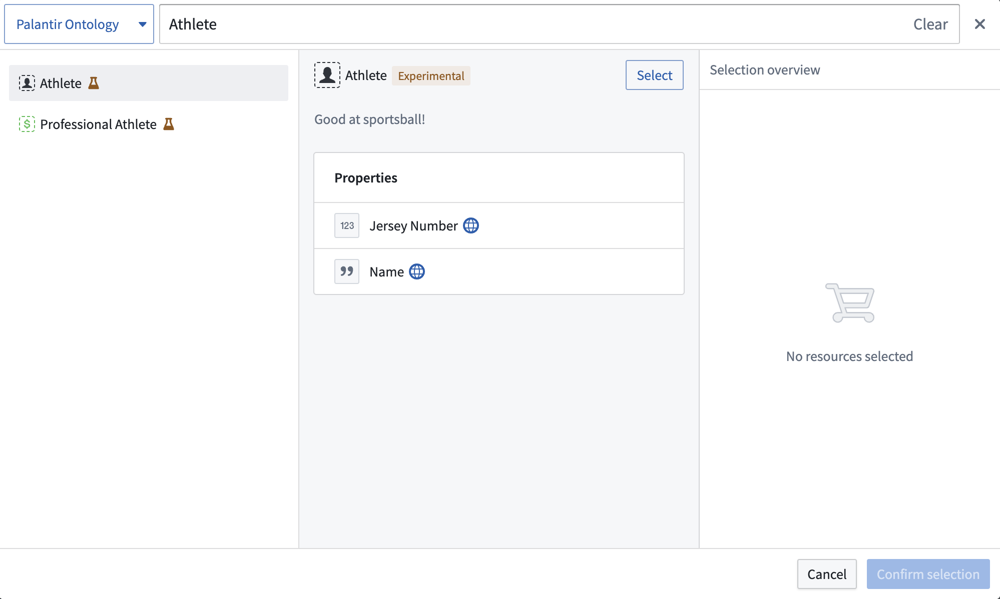 Palantir Ontology
Athlete
Clear
Athlete
Professional Athlete
$
Athlete
Experimental
Select
Good at sportsball!
Properties
123
Jersey Number
Name
Selection overview
No resources selected
Cancel
Confirm selection